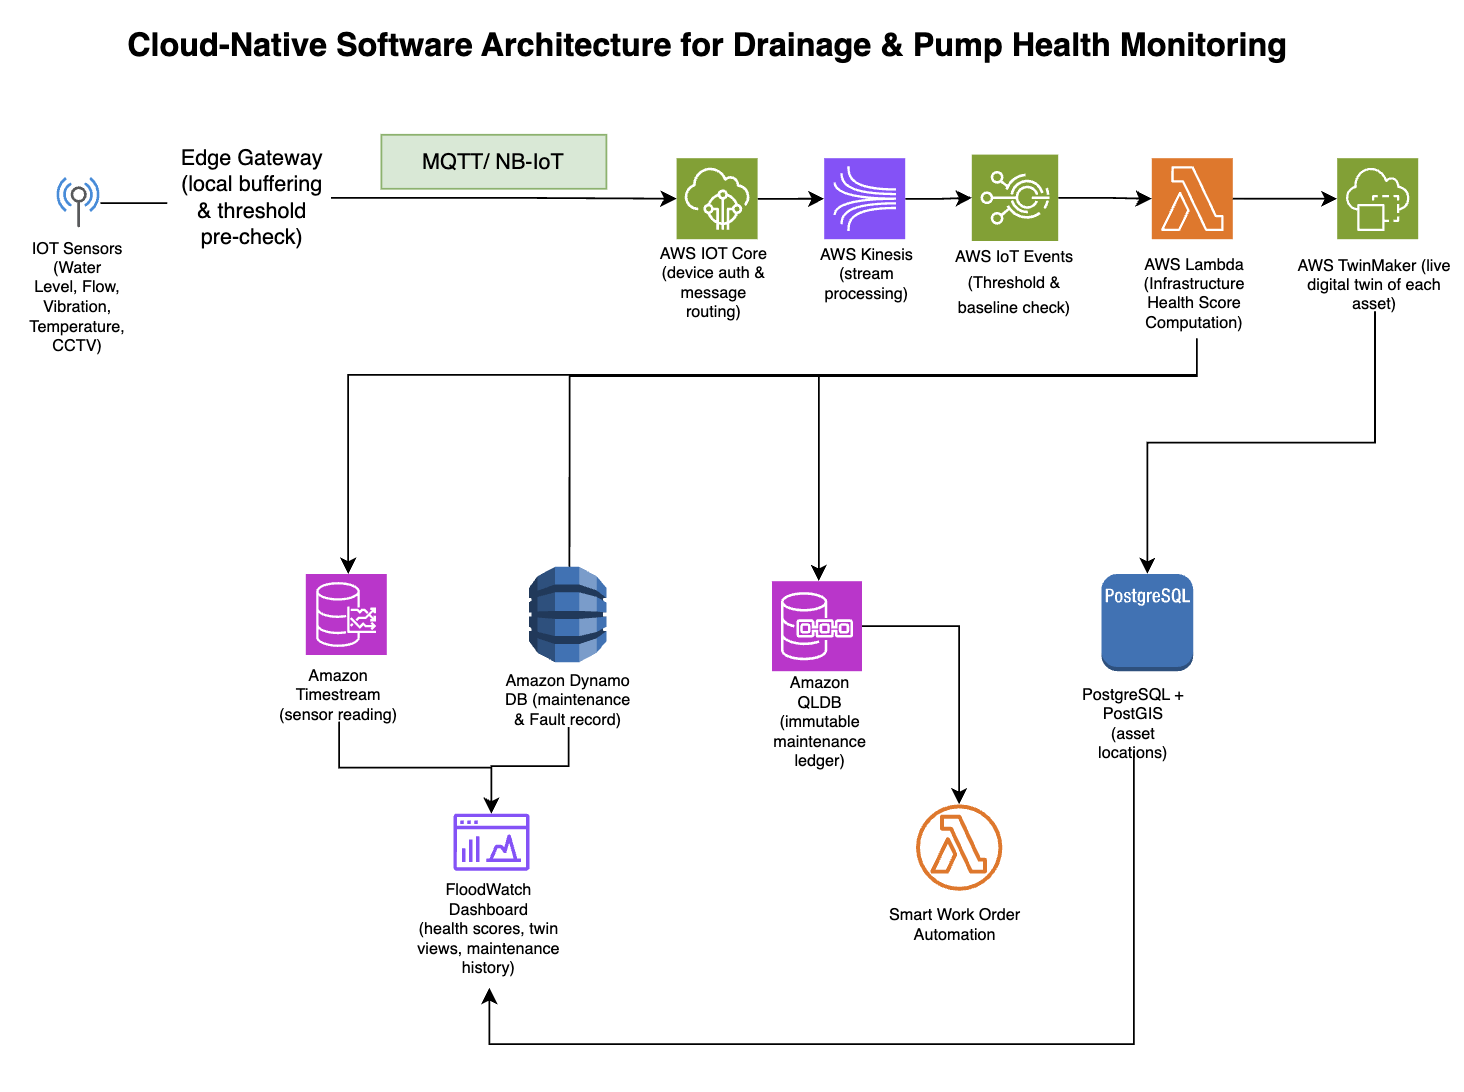 Cloud-Native Software Architecture for Drainage & Pump Health Monitoring
IOT Sensors
(Water
Level, Flow,
Vibration,
Temperature,
CCTV)
Edge Gateway
(local buffering
& threshold
pre-check)
MQTT/ NB-IoT
AWS IOT Core
(device auth &
message
routing)
AWS Kinesis
(stream
processing)
AWS IoT Events
(Threshold &
baseline check)
AWS Lambda
(Infrastructure
Health Score
Computation)
AWS TwinMaker (live
digital twin of each
asset)
Amazon
Timestream
(sensor reading)
Amazon Dynamo
DB (maintenance
& Fault record)
Amazon
QLDB
(immutable
maintenance
ledger)
PostgreSQL
PostgreSQL +
PostGIS
(asset
locations)
FloodWatch
Dashboard
(health scores, twin
views, maintenance
history)
Smart Work Order
Automation